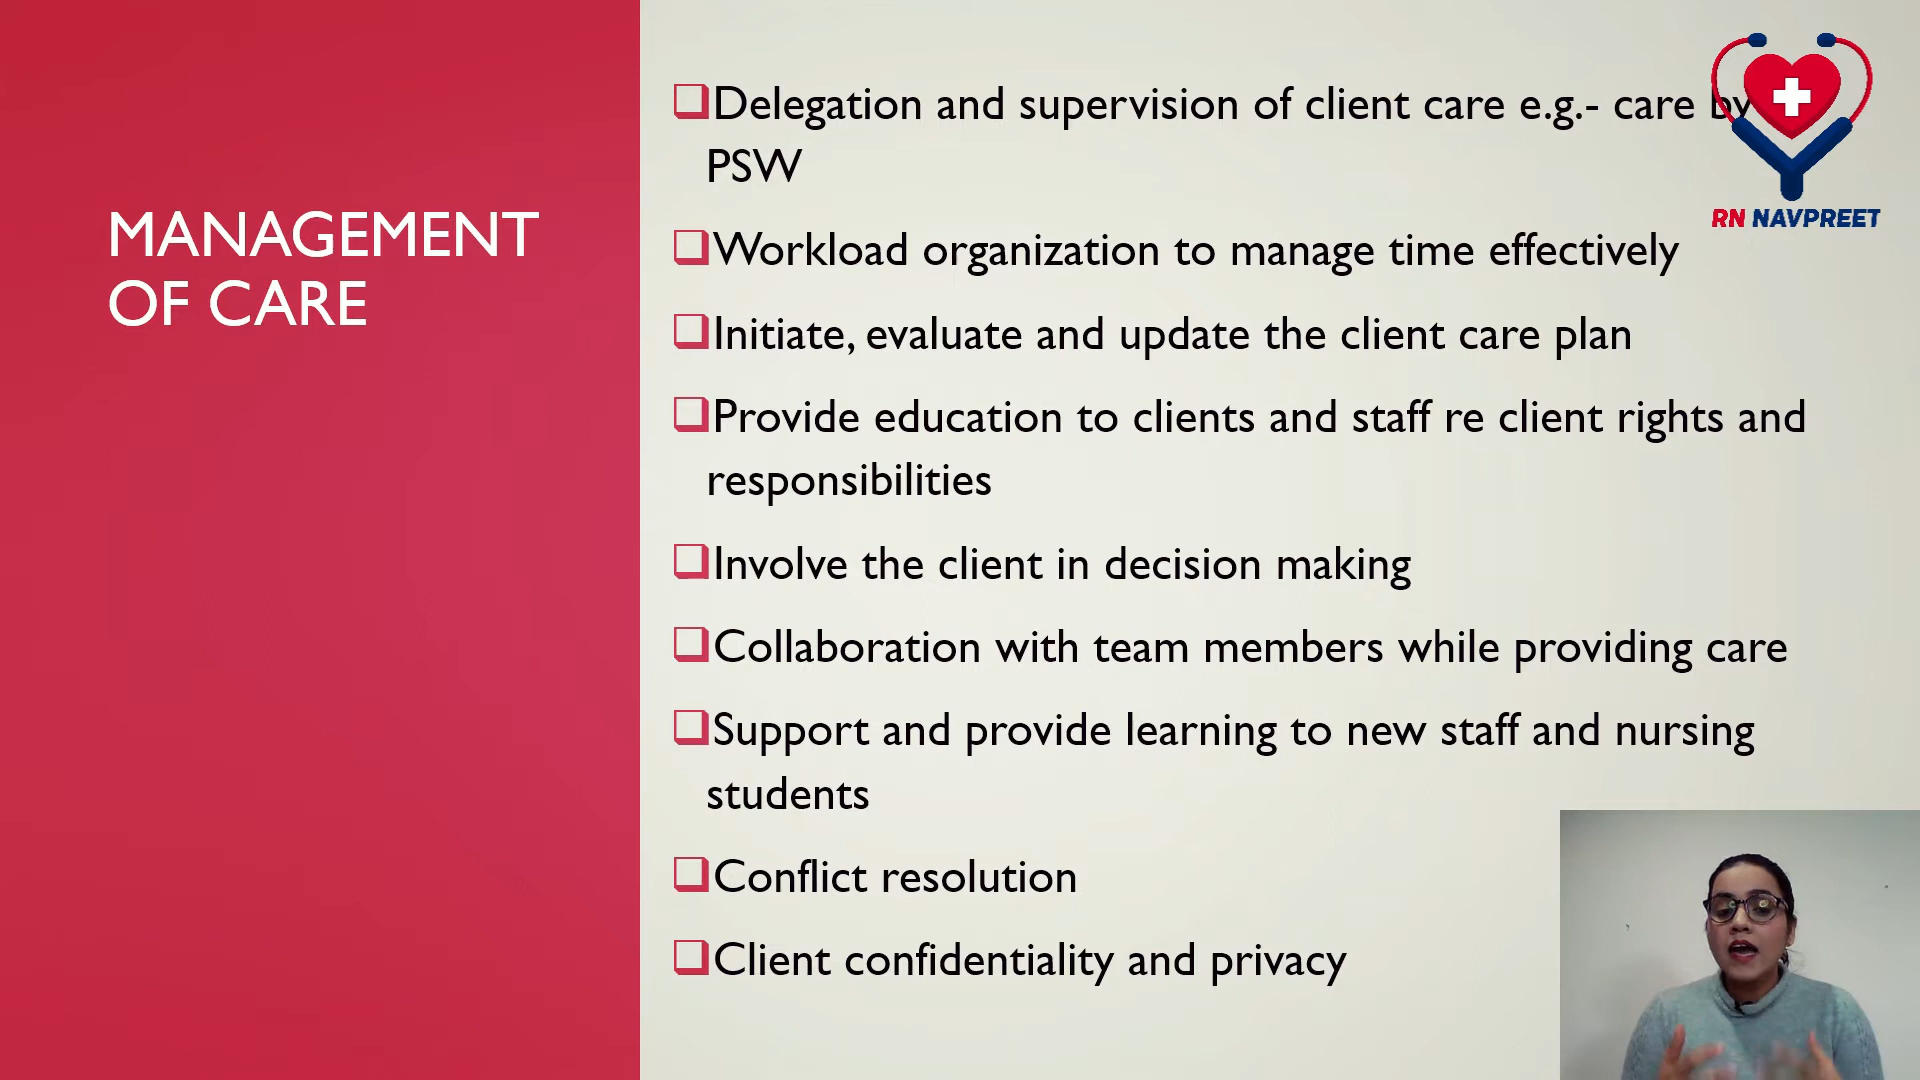 MANAGEMENT
OF CARE
Delegation and supervision of client care e.g.- care by
PSW
Workload organization to manage time effectively
Initiate, evaluate and update the client care plan
Provide education to clients and staff re client rights and
responsibilities
Involve the client in decision making
Collaboration with team members while providing care
Support and provide learning to new staff and nursing
students
Conflict resolution
Client confidentiality and privacy
RN NAVPREET